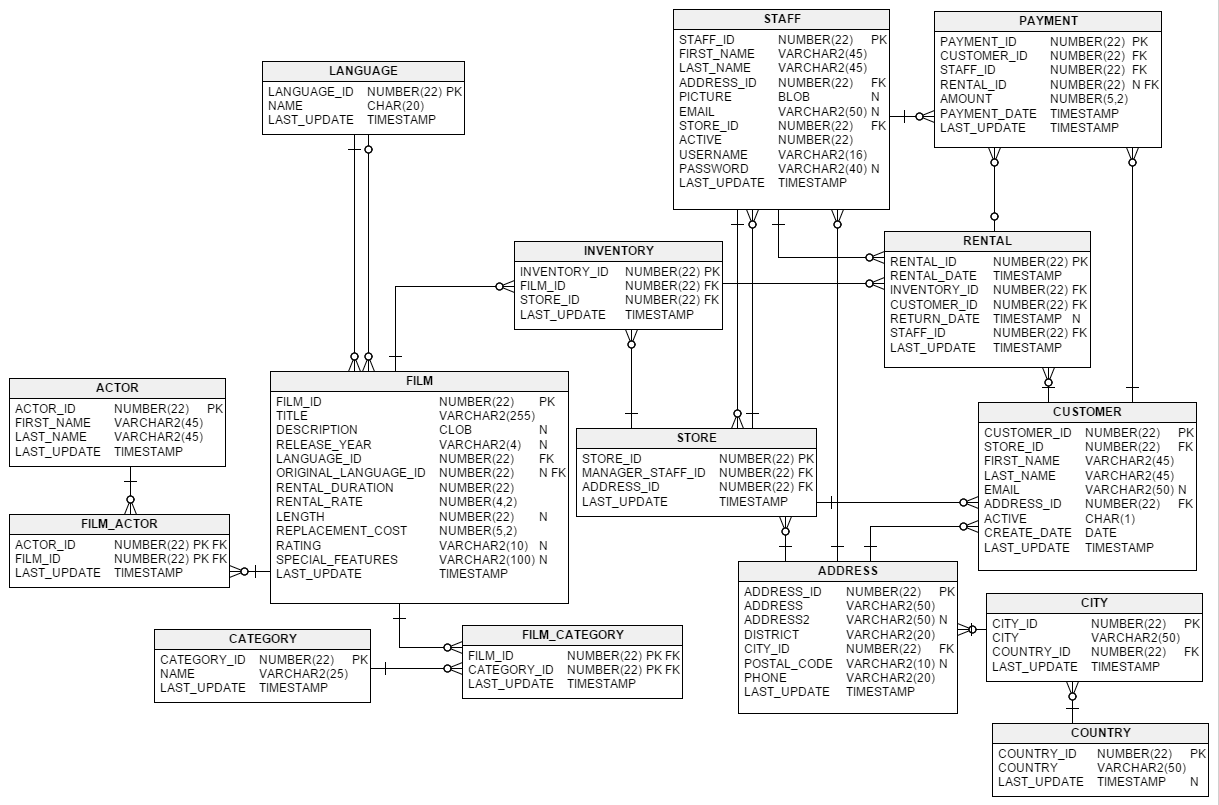 STAFF
STAFF_ID NUMBER(22) PK
FIRST_NAME VARCHAR2(45)
LAST_NAME VARCHAR2(45)
ADDRESS_ID NUMBER(22) FK
PICTURE BLOB N
EMAIL VARCHAR2(50) N
STORE_ID NUMBER(22) FK
ACTIVE NUMBER(22)
USERNAME VARCHAR2(16)
PASSWORD VARCHAR2(40) N
LAST_UPDATE TIMESTAMP
PAYMENT
PAYMENT_ID NUMBER(22) PK
CUSTOMER_ID NUMBER(22) FK
STAFF_ID NUMBER(22) FK
RENTAL_ID NUMBER(22) N FK
AMOUNT NUMBER(5,2)
PAYMENT_DATE TIMESTAMP
LAST_UPDATE TIMESTAMP
LANGUAGE
LANGUAGE_ID NUMBER(22) PK
NAME CHAR(20)
LAST_UPDATE TIMESTAMP
INVENTORY
INVENTORY_ID NUMBER(22) PK
FILM_ID NUMBER(22) FK
STORE_ID NUMBER(22) FK
LAST_UPDATE TIMESTAMP
RENTAL
RENTAL_ID NUMBER(22) PK
RENTAL_DATE TIMESTAMP
INVENTORY_ID NUMBER(22) FK
CUSTOMER_ID NUMBER(22) FK
RETURN_DATE TIMESTAMP N
STAFF_ID NUMBER(22) FK
LAST_UPDATE TIMESTAMP
ACTOR
ACTOR_ID NUMBER(22) PK
FIRST_NAME VARCHAR2(45)
LAST_NAME VARCHAR2(45)
LAST_UPDATE TIMESTAMP
FILM
FILM_ID NUMBER(22) PK
TITLE VARCHAR2(255)
DESCRIPTION CLOB N
RELEASE_YEAR VARCHAR2(4) N
LANGUAGE_ID NUMBER(22) FK
ORIGINAL_LANGUAGE_ID NUMBER(22) N FK
RENTAL_DURATION NUMBER(22)
RENTAL_RATE NUMBER(4,2)
LENGTH NUMBER(22) N
REPLACEMENT_COST NUMBER(5,2)
RATING VARCHAR2(10) N
SPECIAL_FEATURES VARCHAR2(100) N
LAST_UPDATE TIMESTAMP
STORE
STORE_ID NUMBER(22) PK
MANAGER_STAFF_ID NUMBER(22) FK
ADDRESS_ID NUMBER(22) FK
LAST_UPDATE TIMESTAMP
CUSTOMER
CUSTOMER_ID NUMBER(22) PK
STORE_ID NUMBER(22) FK
FIRST_NAME VARCHAR2(45)
LAST_NAME VARCHAR2(45)
EMAIL VARCHAR2(50) N
ADDRESS_ID NUMBER(22) FK
ACTIVE CHAR(1)
CREATE_DATE DATE
LAST_UPDATE TIMESTAMP
FILM_ACTOR
ACTOR_ID NUMBER(22) PK FK
FILM_ID NUMBER(22) PK FK
LAST_UPDATE TIMESTAMP
ADDRESS
ADDRESS_ID NUMBER(22) PK
ADDRESS VARCHAR2(50)
ADDRESS2 VARCHAR2(50) N
DISTRICT VARCHAR2(20)
CITY_ID NUMBER(22) FK
POSTAL_CODE VARCHAR2(10) N
PHONE VARCHAR2(20)
LAST_UPDATE TIMESTAMP
CITY
CITY_ID NUMBER(22) PK
CITY VARCHAR2(50)
COUNTRY_ID NUMBER(22) FK
LAST_UPDATE TIMESTAMP
CATEGORY
CATEGORY_ID NUMBER(22) PK
NAME VARCHAR2(25)
LAST_UPDATE TIMESTAMP
FILM_CATEGORY
FILM_ID NUMBER(22) PK FK
CATEGORY_ID NUMBER(22) PK FK
LAST_UPDATE TIMESTAMP
COUNTRY
COUNTRY_ID NUMBER(22) PK
COUNTRY VARCHAR2(50)
LAST_UPDATE TIMESTAMP N